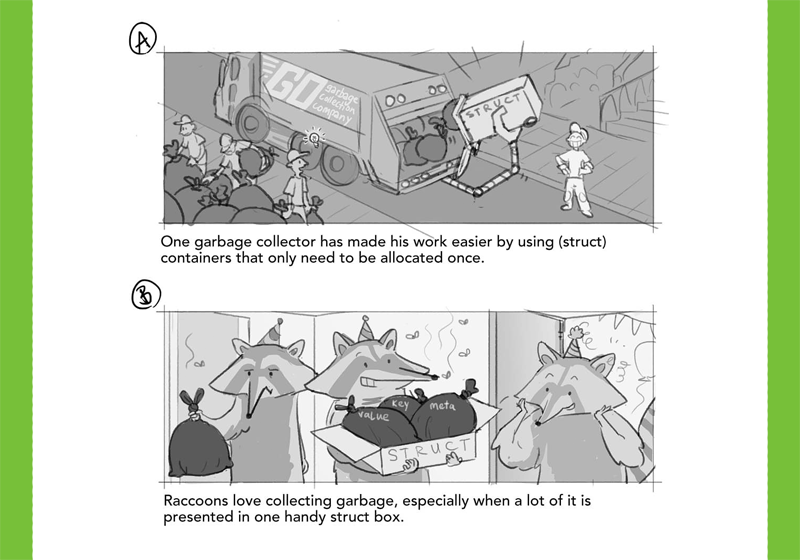 A
GO
garbage
collection
company
STRUCT
One garbage collector has made his work easier by using (struct)
containers that only need to be allocated once.
B
value
key
meta
STRUCT
Raccoons love collecting garbage, especially when a lot of it is
presented in one handy struct box.